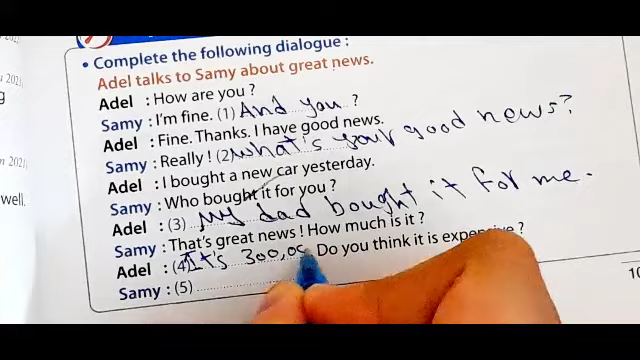 • Complete the following dialogue :
Adel talks to Samy about great news.
Adel : How are you ?
Samy : I'm fine. (1) And you ?
Adel : Fine. Thanks. I have good news.
Samy : Really ! (2) what's your good news?
Adel : I bought a new car yesterday.
Samy : Who bought it for you ?
Adel : (3) My dad bought it for me.
Samy : That's great news ! How much is it ?
Adel : (4) It's 300,00 Do you think it is expensive ?
Samy : (5)
well.